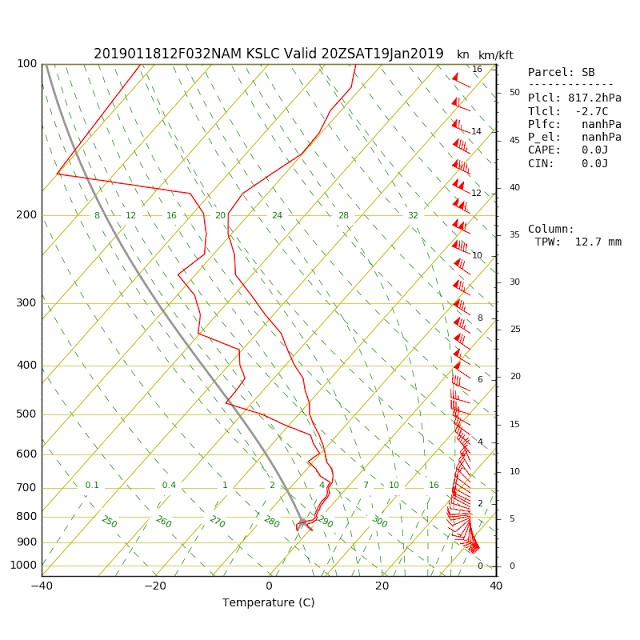 2019011812F032NAM KSLC Valid 20ZSAT19Jan2019 kn km/kft
Parcel: SB
-------------
Plcl: 817.2hPa
Tlcl: -2.7C
Plfc: nanhPa
P_el: nanhPa
CAPE: 0.0J
CIN: 0.0J
Column:
TPW: 12.7 mm
100
200
300
400
500
600
700
800
900
1000
8 12 16 20 24 28 32
0.1 0.4 1 2 4 7 10 16
250 260 270 280 290 300
16
14
12
10
8
6
4
2
0
50
45
40
35
30
25
20
15
10
5
0
−40 −20 0 20 40
Temperature (C)